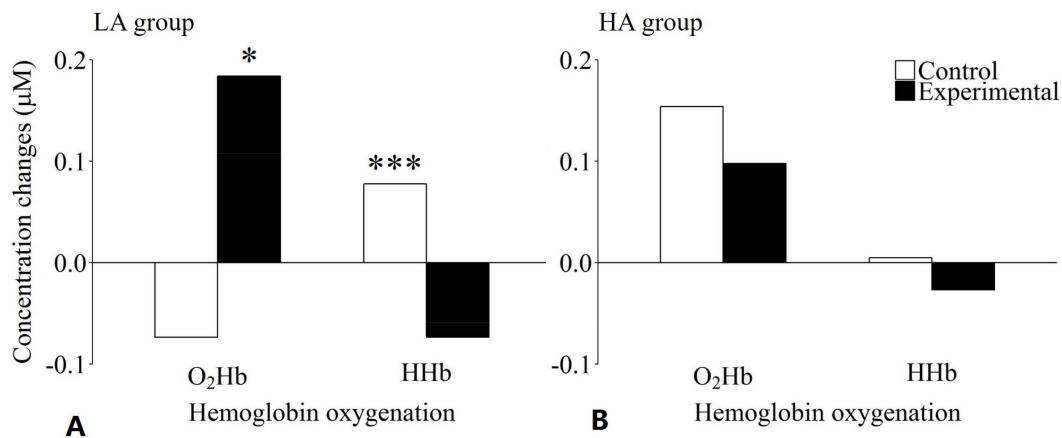 LA group
0.2
0.1
0.0
-0.1
Concentration changes (μM)
*
***
O₂Hb HHb
Hemoglobin oxygenation
A
HA group
0.2
0.1
0.0
-0.1
Control
Experimental
O₂Hb HHb
Hemoglobin oxygenation
B